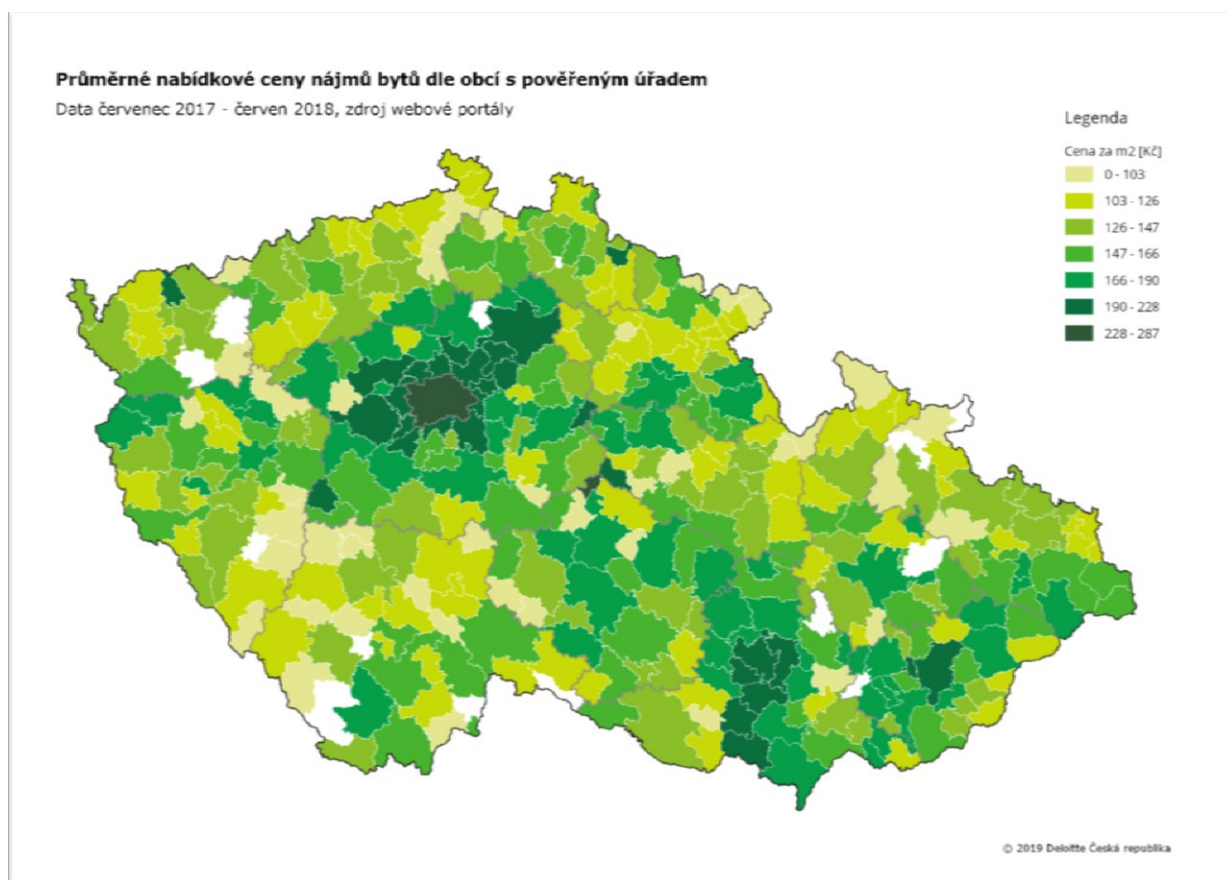 Průměrné nabídkové ceny nájmů bytů dle obcí s pověřeným úřadem
Data červenec 2017 - červen 2018, zdroj webové portály
Legenda
Cena za m2 [Kč]
0 - 103
103 - 126
126 - 147
147 - 166
166 - 190
190 - 228
228 - 287
© 2019 Deloitte Česká republika